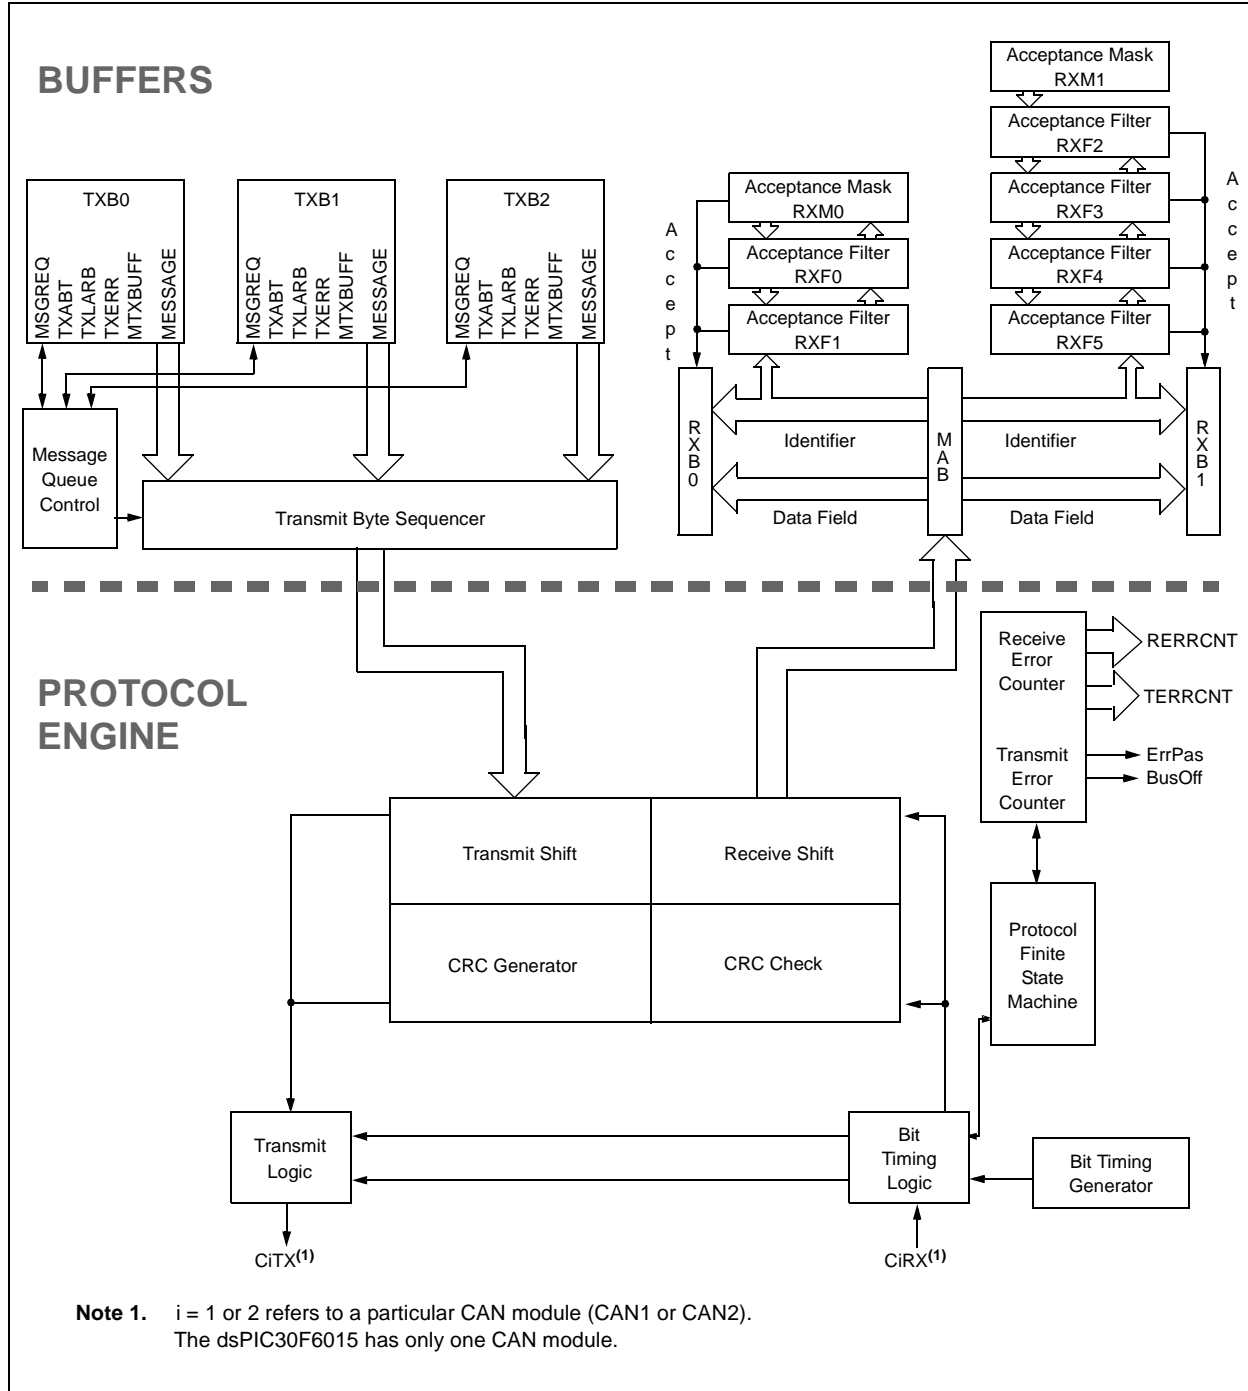 BUFFERS
Acceptance Mask
RXM1
Acceptance Filter
RXF2
Acceptance Filter
RXF3
Acceptance Filter
RXF4
Acceptance Filter
RXF5
Accept
Acceptance Mask
RXM0
Acceptance Filter
RXF0
Acceptance Filter
RXF1
Accept
TXB0
MSGREQ
TXABT
TXLARB
TXERR
MTXBUFF
MESSAGE
TXB1
MSGREQ
TXABT
TXLARB
TXERR
MTXBUFF
MESSAGE
TXB2
MSGREQ
TXABT
TXLARB
TXERR
MTXBUFF
MESSAGE
Message
Queue
Control
Transmit Byte Sequencer
RXB0
Identifier
Data Field
MAB
Identifier
Data Field
RXB1
PROTOCOL
ENGINE
Receive
Error
Counter
Transmit
Error
Counter
RERRCNT
TERRCNT
ErrPas
BusOff
Transmit Shift
Receive Shift
CRC Generator
CRC Check
Protocol
Finite
State
Machine
Transmit
Logic
Bit
Timing
Logic
Bit Timing
Generator
CiTX(1)
CiRX(1)
Note 1. i = 1 or 2 refers to a particular CAN module (CAN1 or CAN2).
The dsPIC30F6015 has only one CAN module.